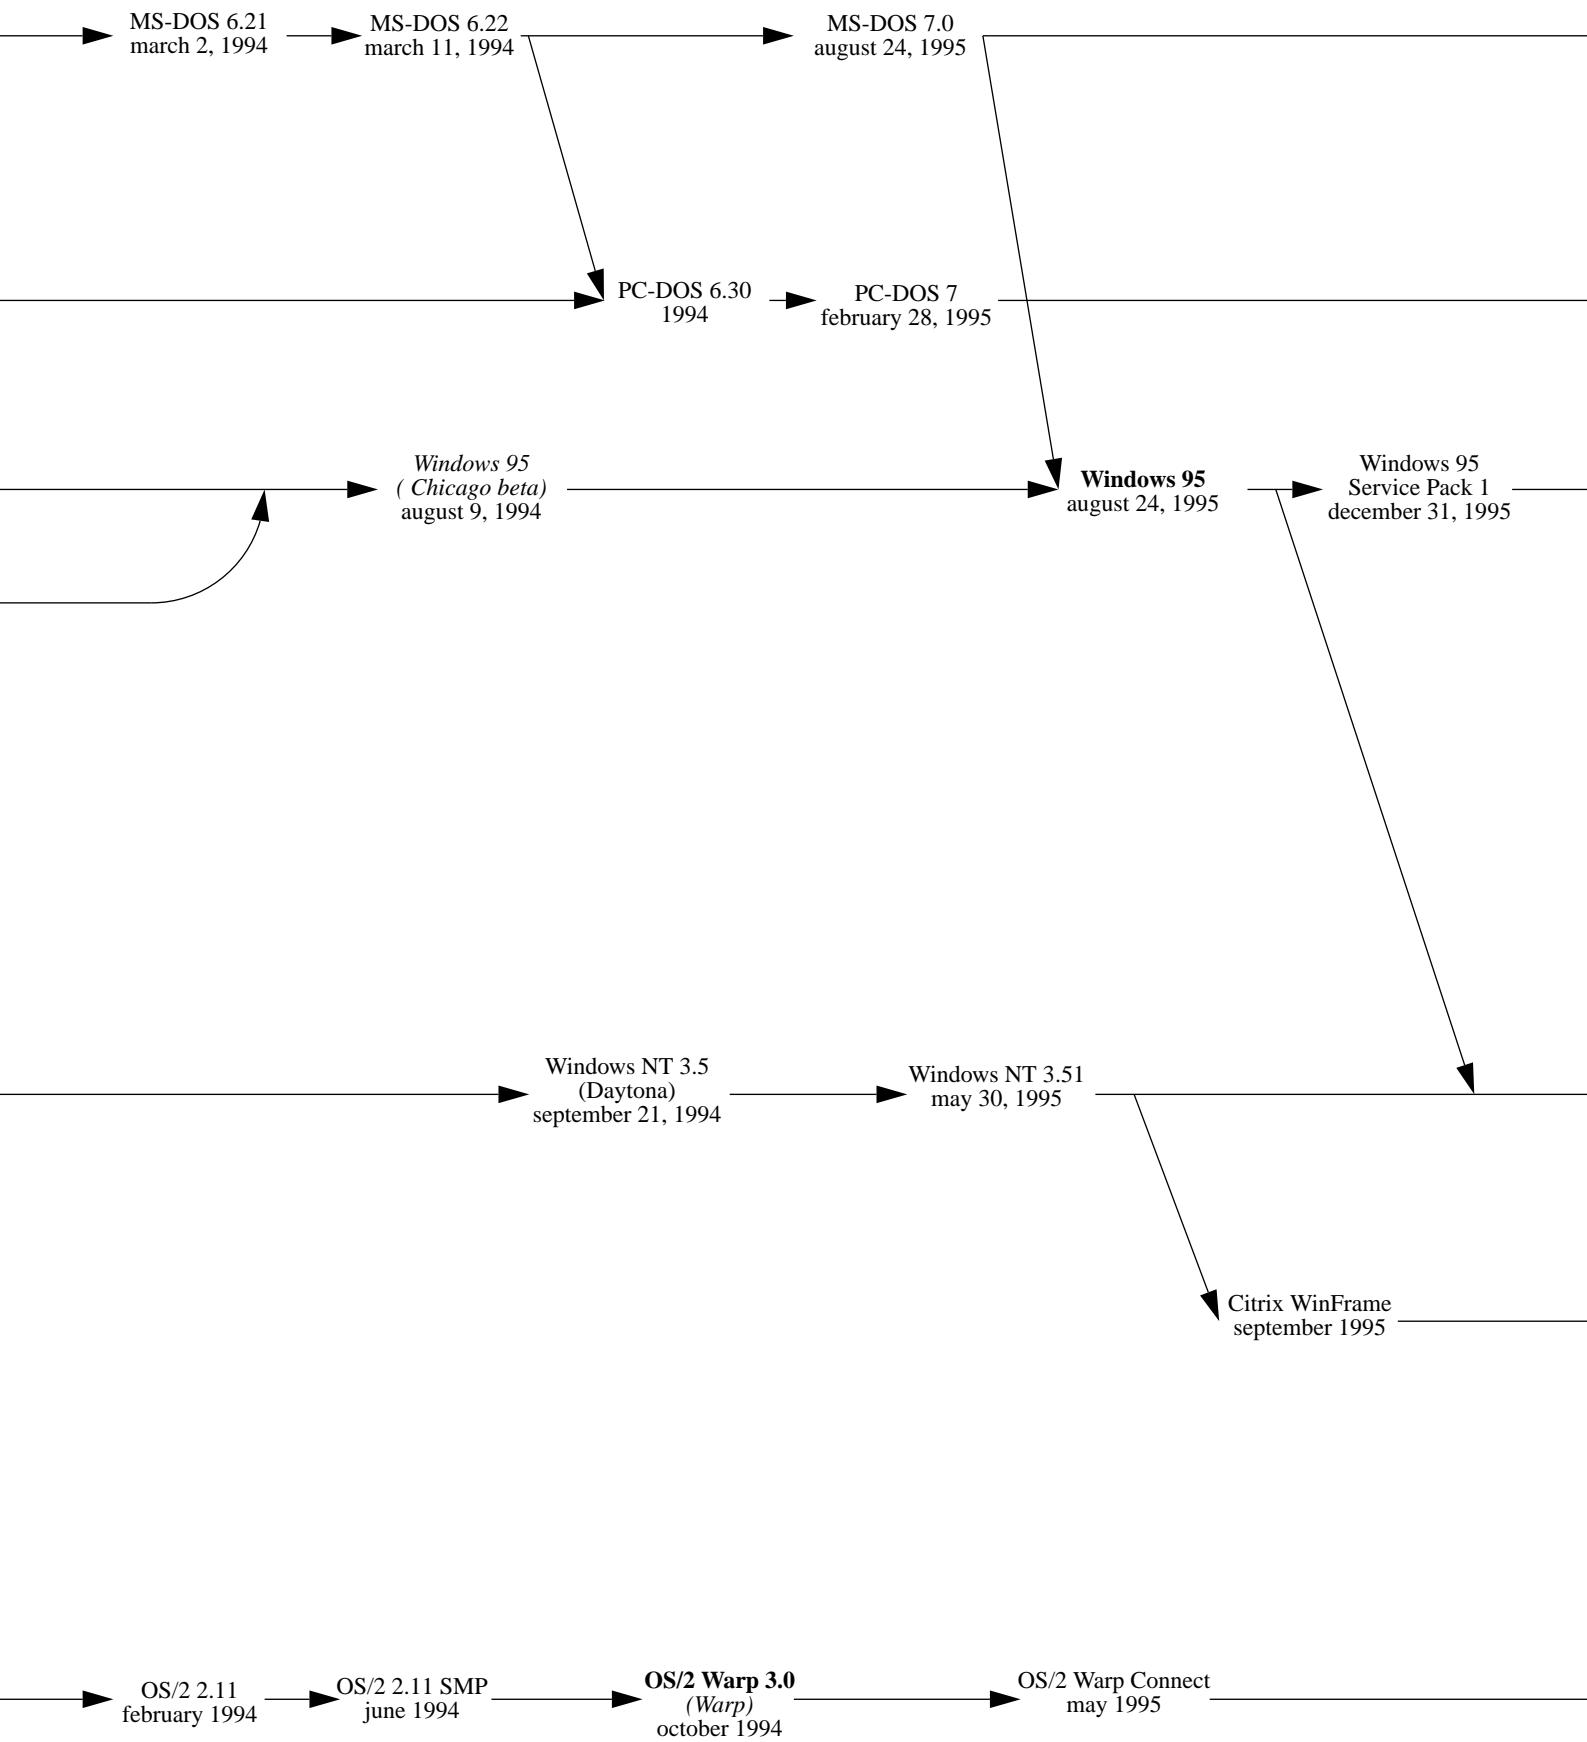 MS-DOS 6.21
march 2, 1994
MS-DOS 6.22
march 11, 1994
MS-DOS 7.0
august 24, 1995
PC-DOS 6.30
1994
PC-DOS 7
february 28, 1995
Windows 95
( Chicago beta)
august 9, 1994
Windows 95
august 24, 1995
Windows 95
Service Pack 1
december 31, 1995
Windows NT 3.5
(Daytona)
september 21, 1994
Windows NT 3.51
may 30, 1995
Citrix WinFrame
september 1995
OS/2 2.11
february 1994
OS/2 2.11 SMP
june 1994
OS/2 Warp 3.0
(Warp)
october 1994
OS/2 Warp Connect
may 1995